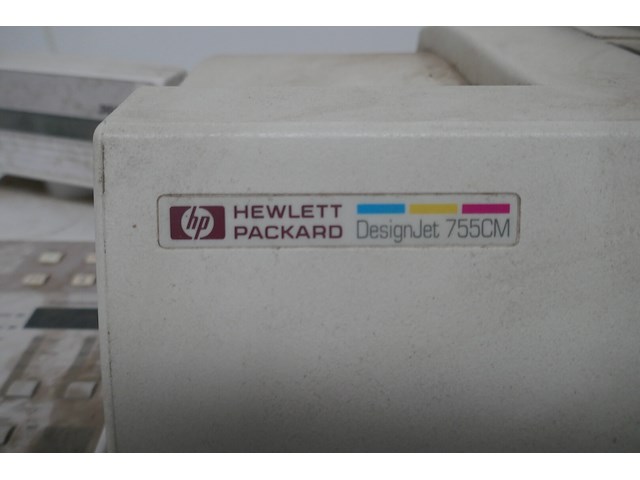 hp HEWLETT
PACKARD DesignJet 755CM